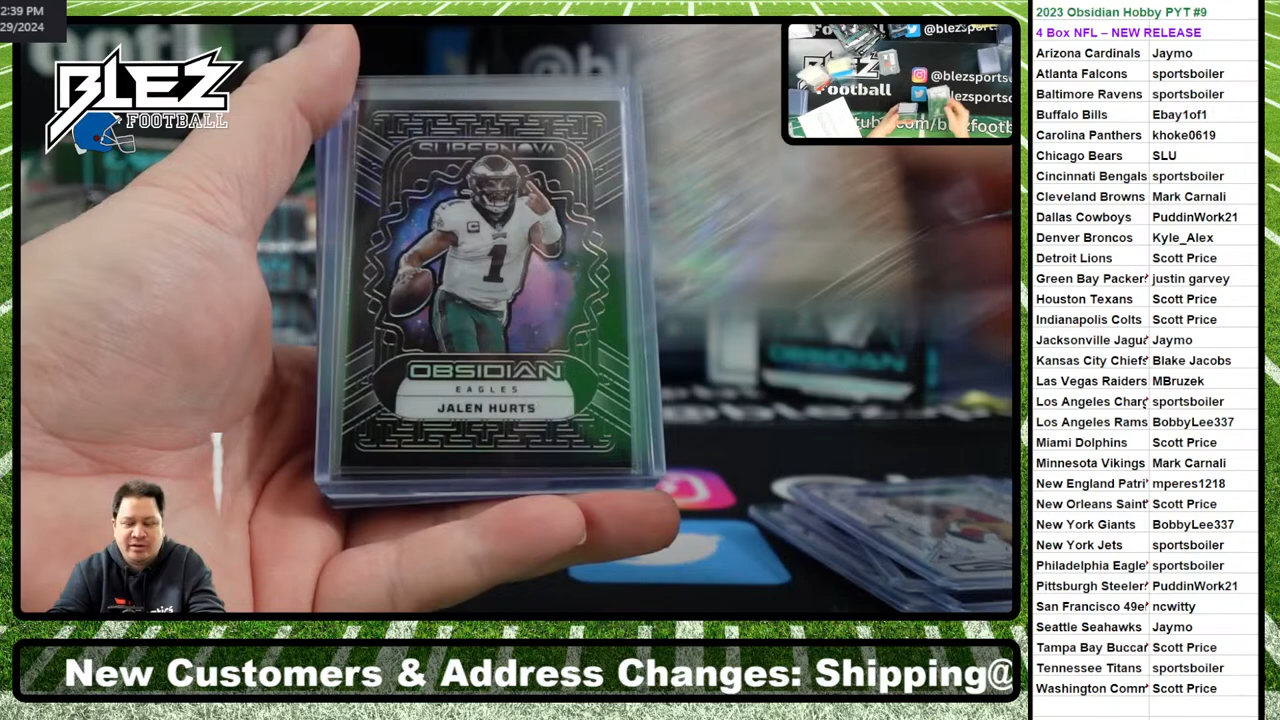 2:39 PM
29/2024
BLEZ
FOOTBALL
SUPERNOVA
1
C
OBSIDIAN
EAGLES
JALEN HURTS
Football
@blezsports
OBSIDIAN
New Customers & Address Changes: Shipping@
2023 Obsidian Hobby PYT #9
4 Box NFL – NEW RELEASE
Arizona Cardinals Jaymo
Atlanta Falcons sportsboiler
Baltimore Ravens sportsboiler
Buffalo Bills Ebay1of1
Carolina Panthers khoke0619
Chicago Bears SLU
Cincinnati Bengals sportsboiler
Cleveland Browns Mark Carnali
Dallas Cowboys PuddinWork21
Denver Broncos Kyle_Alex
Detroit Lions Scott Price
Green Bay Packer justin garvey
Houston Texans Scott Price
Indianapolis Colts Scott Price
Jacksonville Jagu Jaymo
Kansas City Chiefs Blake Jacobs
Las Vegas Raiders MBruzek
Los Angeles Char sportsboiler
Los Angeles Rams BobbyLee337
Miami Dolphins Scott Price
Minnesota Vikings Mark Carnali
New England Patri mperes1218
New Orleans Saint Scott Price
New York Giants BobbyLee337
New York Jets sportsboiler
Philadelphia Eagle sportsboiler
Pittsburgh Steeler PuddinWork21
San Francisco 49e ncwitty
Seattle Seahawks Jaymo
Tampa Bay Buccar Scott Price
Tennessee Titans sportsboiler
Washington Comm Scott Price